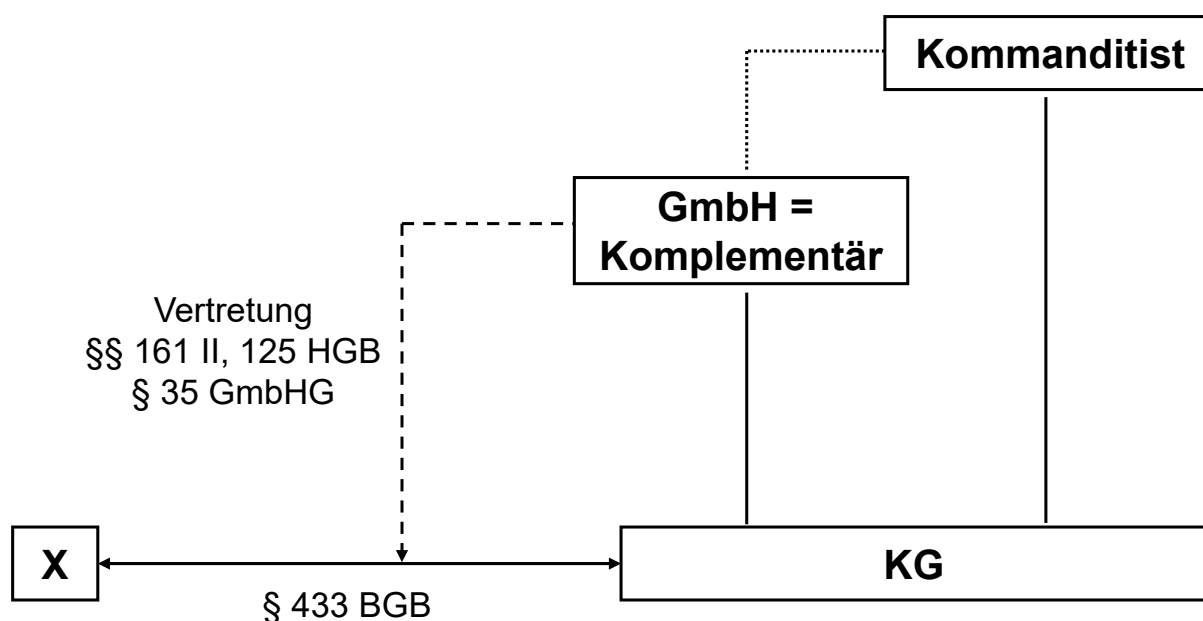 Kommanditist
GmbH =
Komplementär
Vertretung
§§ 161 II, 125 HGB
§ 35 GmbHG
X
KG
§ 433 BGB